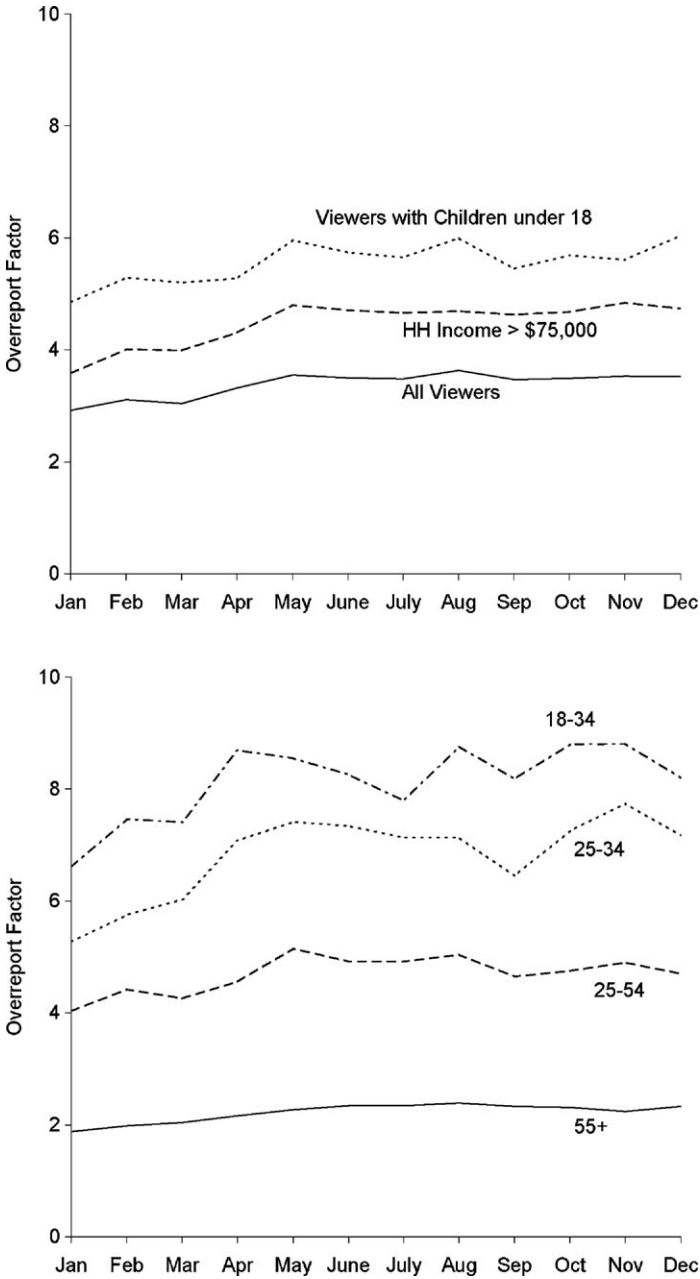 10
8
Viewers with Children under 18
6
HH Income > $75,000
4
All Viewers
2
0
Overreport Factor
Jan Feb Mar Apr May June July Aug Sep Oct Nov Dec
10
18-34
8
25-34
6
25-54
4
2
55+
0
Overreport Factor
Jan Feb Mar Apr May June July Aug Sep Oct Nov Dec